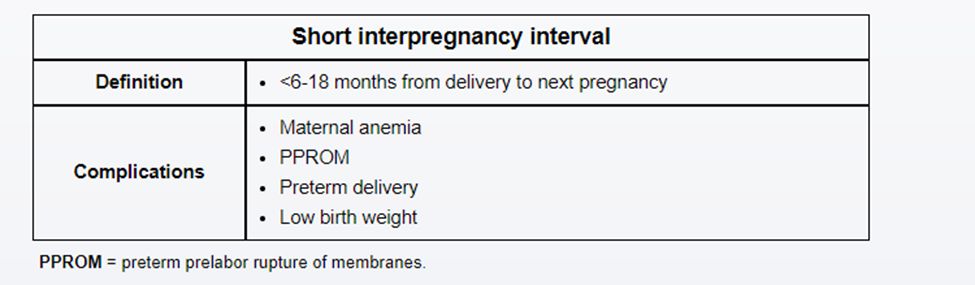 Short interpregnancy interval
Definition
• <6-18 months from delivery to next pregnancy
Complications
• Maternal anemia
• PPROM
• Preterm delivery
• Low birth weight
PPROM = preterm prelabor rupture of membranes.